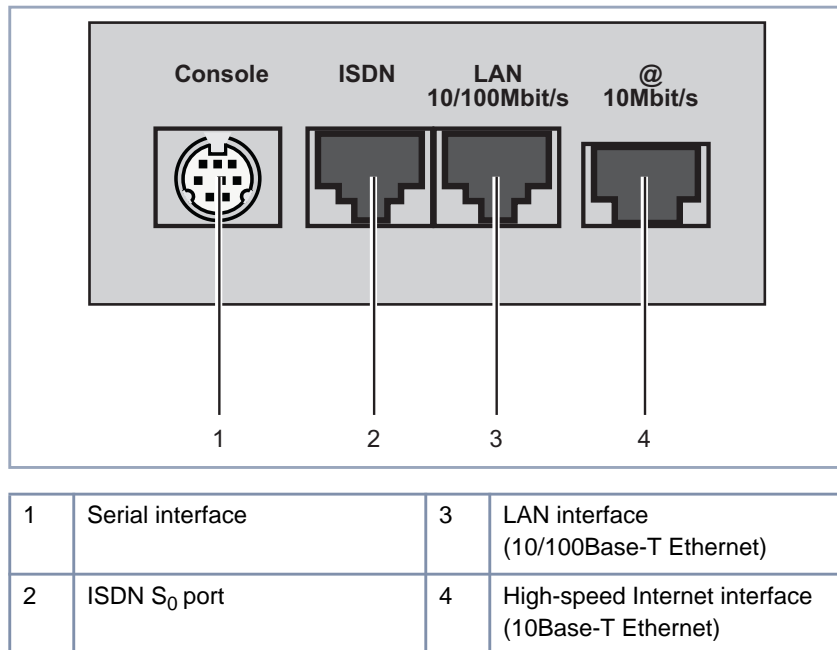 Console ISDN LAN @
10/100Mbit/s 10Mbit/s
1 2 3 4
1 Serial interface 3 LAN interface
(10/100Base-T Ethernet)
2 ISDN S0 port 4 High-speed Internet interface
(10Base-T Ethernet)